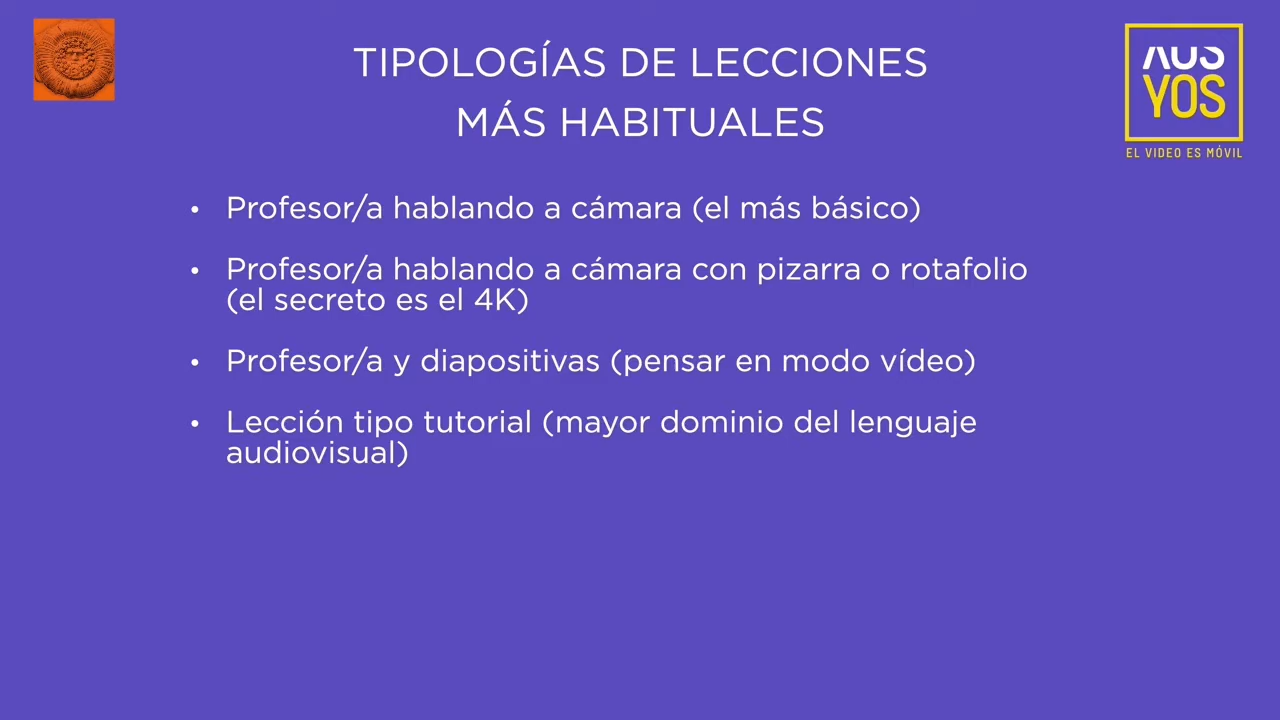 TIPOLOGÍAS DE LECCIONES
MÁS HABITUALES
YOS
EL VIDEO ES MÓVIL
• Profesor/a hablando a cámara (el más básico)
• Profesor/a hablando a cámara con pizarra o rotafolio
(el secreto es el 4K)
• Profesor/a y diapositivas (pensar en modo vídeo)
• Lección tipo tutorial (mayor dominio del lenguaje
audiovisual)